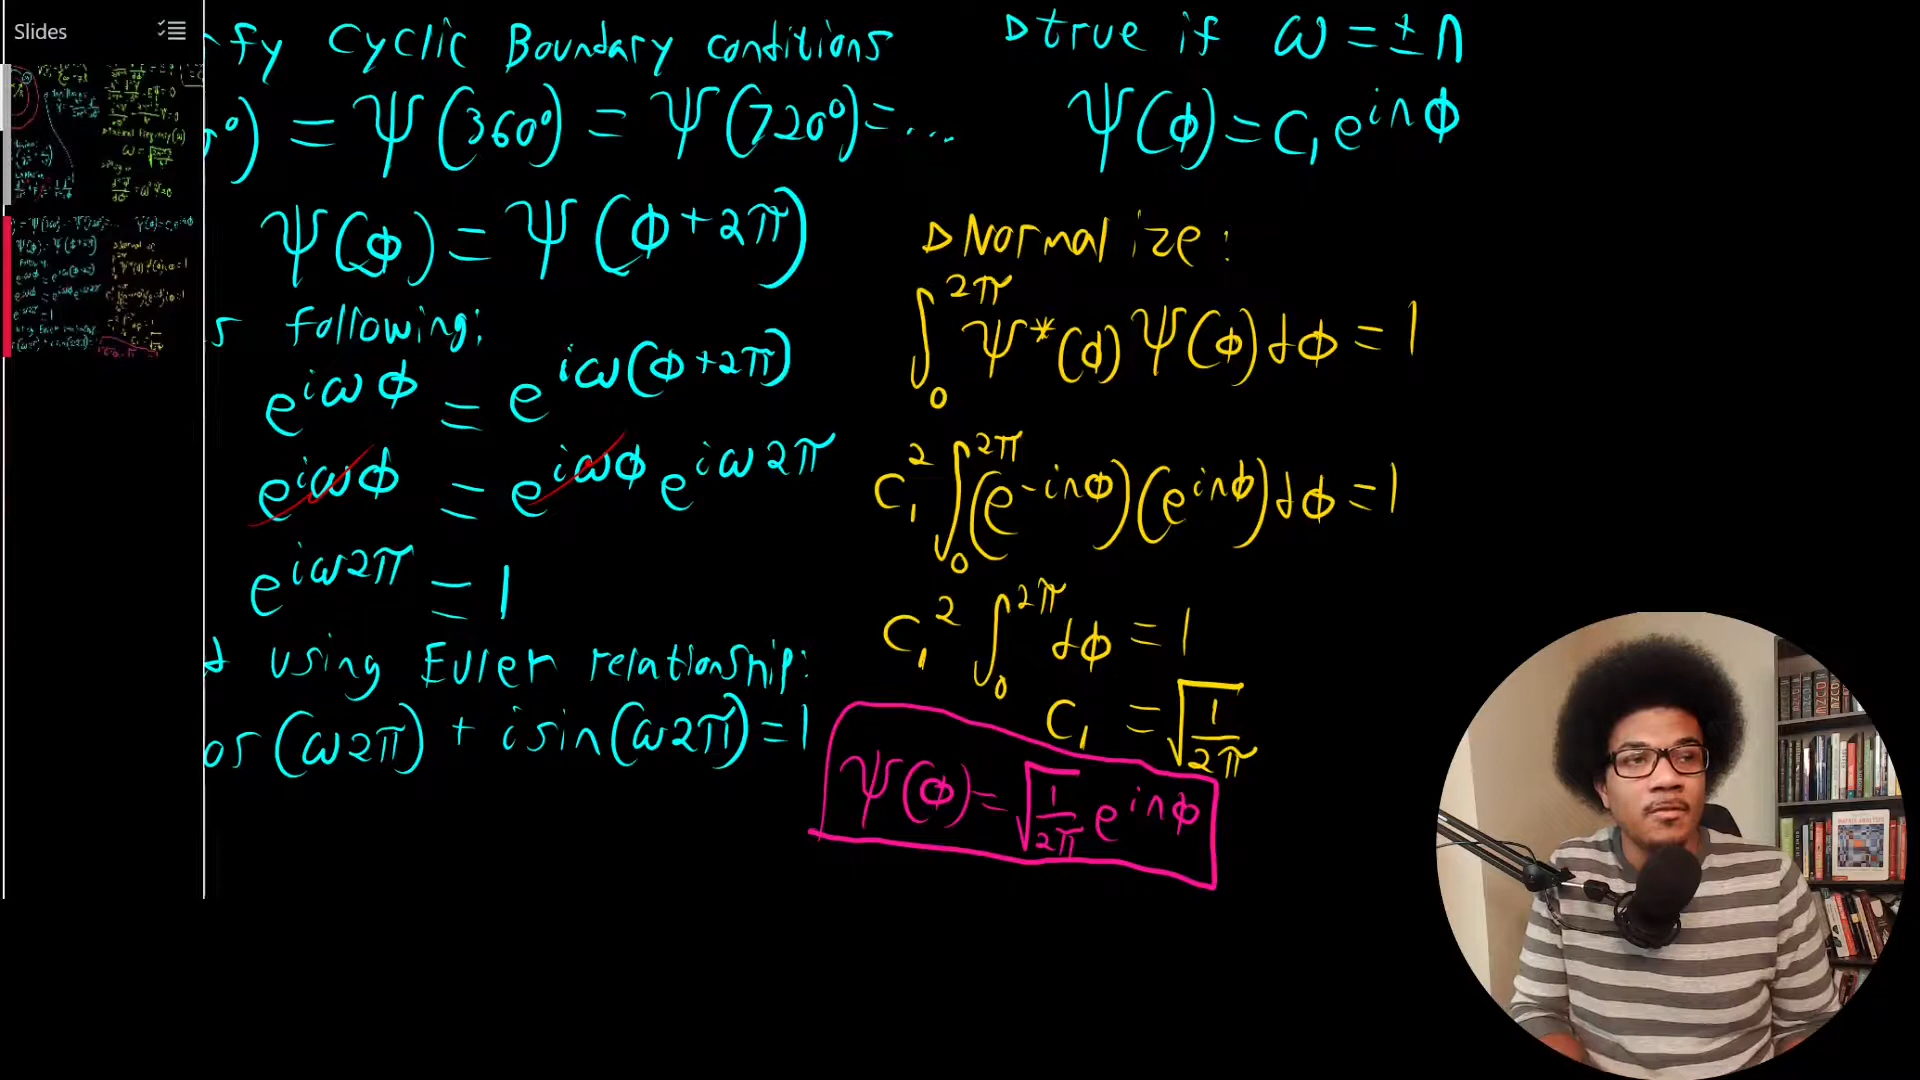 Slides
fy Cyclic Boundary conditions
0°) = Ψ(360°) = Ψ(720°)=...
Ψ(ϕ) = Ψ(ϕ+2π)
s following:
e^{iωϕ} = e^{iω(ϕ+2π)}
e^{iωϕ} = e^{iωϕ} e^{iω2π}
e^{iω2π} = 1
d using Euler relationship:
os(ω2π) + isin(ω2π)=1
▷true if ω=±n
Ψ(ϕ)=C₁e^{inϕ}
▷Normalize:
∫₀^{2π} Ψ*(ϕ)Ψ(ϕ)dϕ = 1
C₁² ∫₀^{2π} (e^{-inϕ})(e^{inϕ})dϕ=1
C₁² ∫₀^{2π} dϕ = 1
C₁ = √(1/2π)
Ψ(ϕ)=√(1/2π) e^{inϕ}